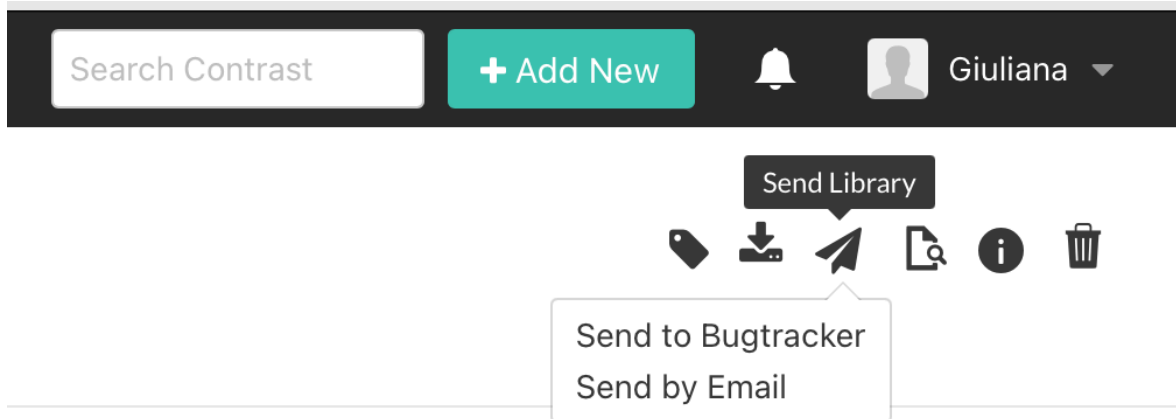 Search Contrast
+ Add New
Giuliana
Send Library
Send to Bugtracker
Send by Email